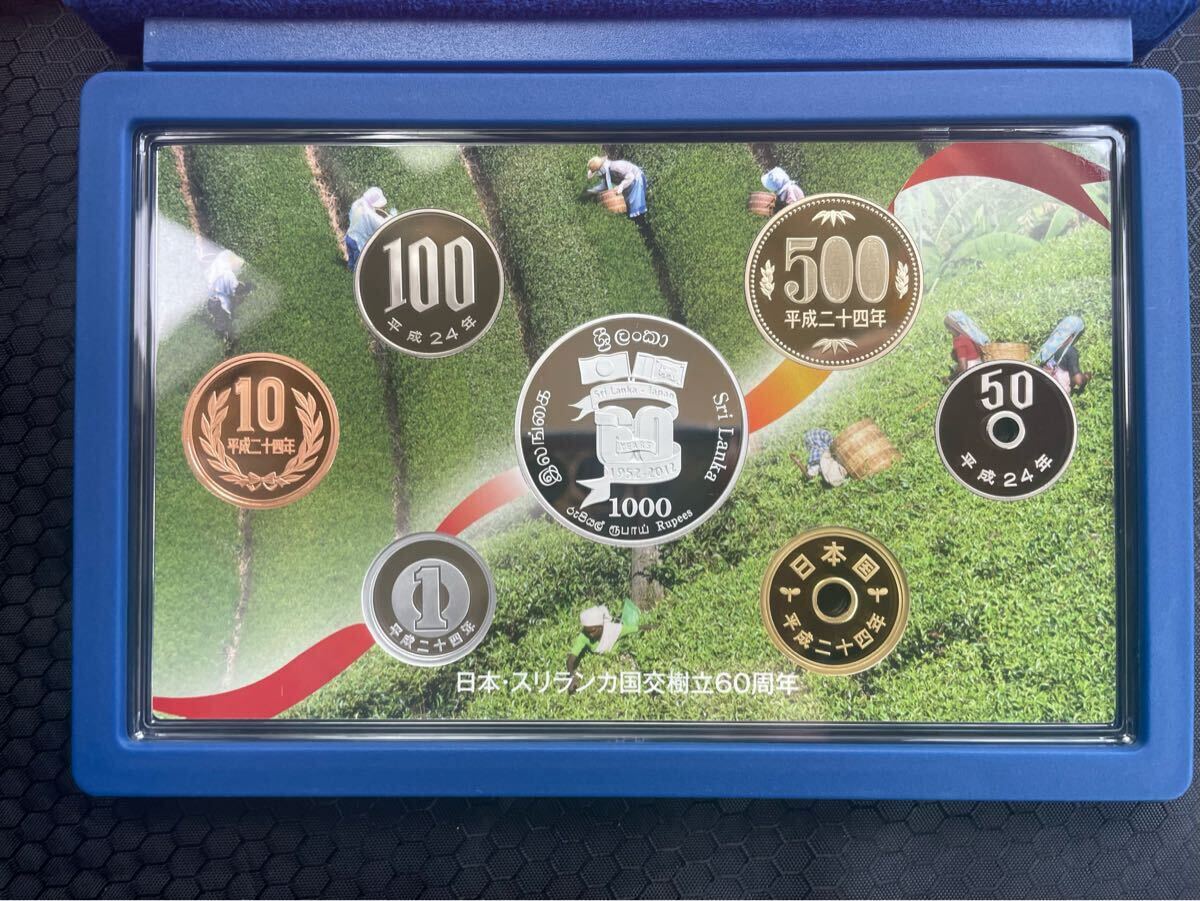 100
平成24年
500
平成二十四年
10
平成二十四年
ශ්‍රී ලංකා
இலங்கை
Sri Lanka
Sri Lanka - Japan
60
YEARS
1952-2012
1000
රුපියල් ரூபாய் Rupees
50
平成24年
1
平成二十四年
日本国
平成二十四年
日本・スリランカ国交樹立60周年